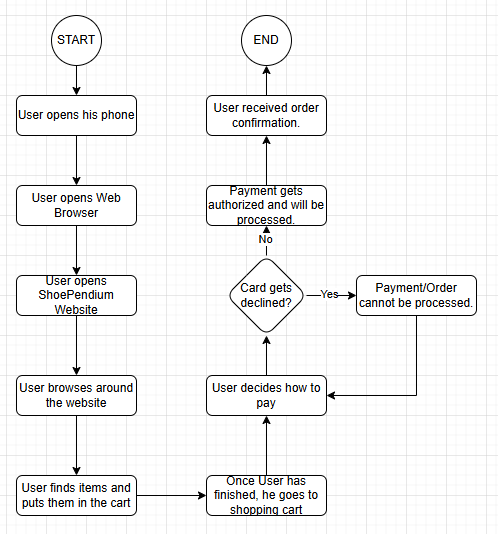 START
User opens his phone
User opens Web
Browser
User opens
ShoePendium
Website
User browses around
the website
User finds items and
puts them in the cart
Once User has
finished, he goes to
shopping cart
User decides how to
pay
Card gets
declined?
Yes
Payment/Order
cannot be processed.
No
Payment gets
authorized and will be
processed.
User received order
confirmation.
END